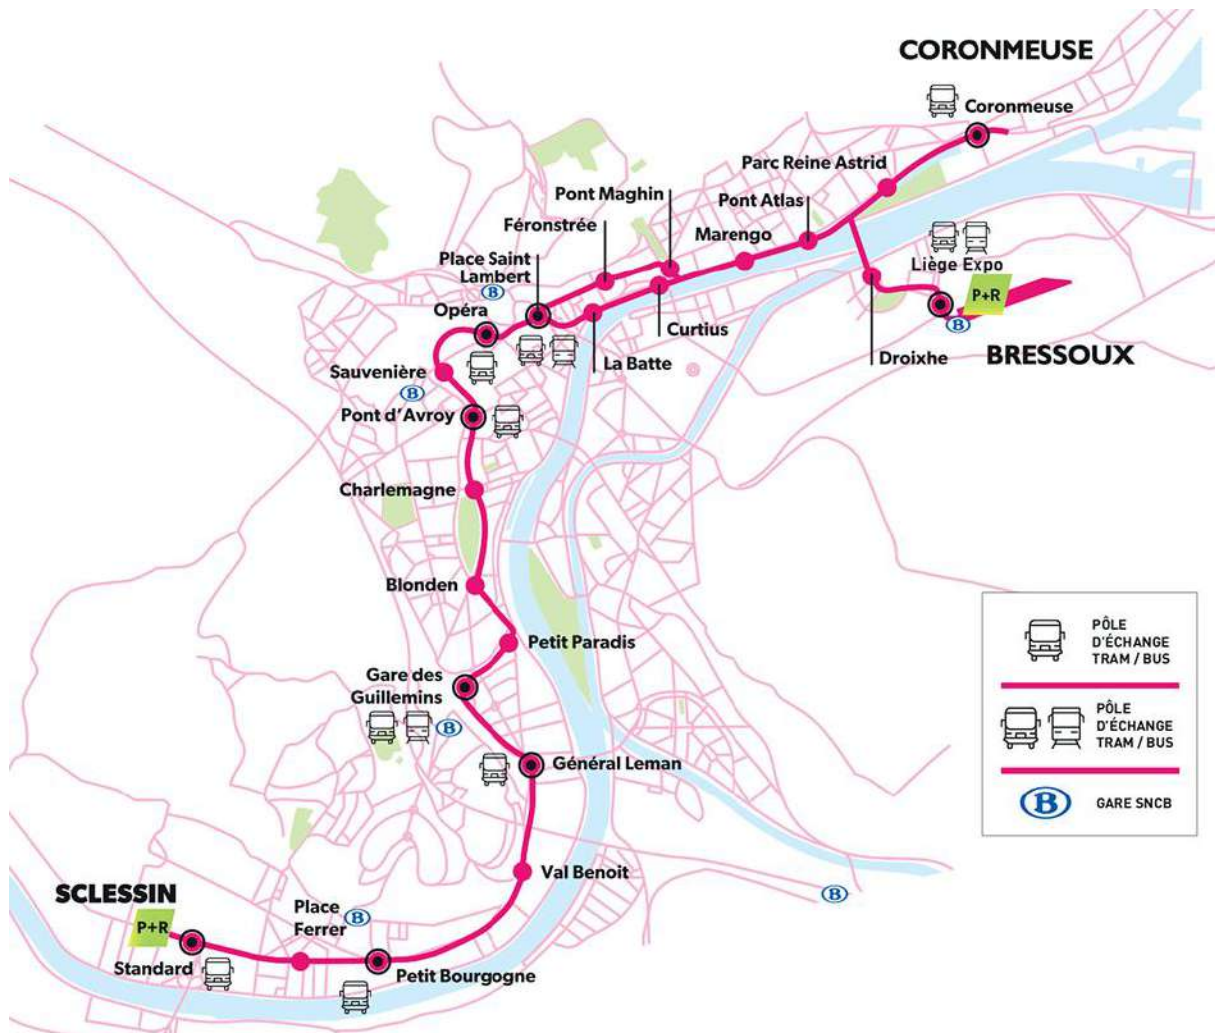 CORONMEUSE
Coronmeuse
Parc Reine Astrid
Pont Maghin
Pont Atlas
Féronstrée
Marengo
Place Saint
Lambert
Liège Expo
B
P+R
Opéra
B
Curtius
BRESSOUX
La Batte
Droixhe
Sauvenière
B
Pont d'Avroy
Charlemagne
Blonden
Petit Paradis
Gare des
Guillemins
B
Général Leman
Val Benoit
B
SCLESSIN
P+R
Place
Ferrer
B
Standard
Petit Bourgogne
PÔLE
D'ÉCHANGE
TRAM / BUS
PÔLE
D'ÉCHANGE
TRAM / BUS
B
GARE SNCB